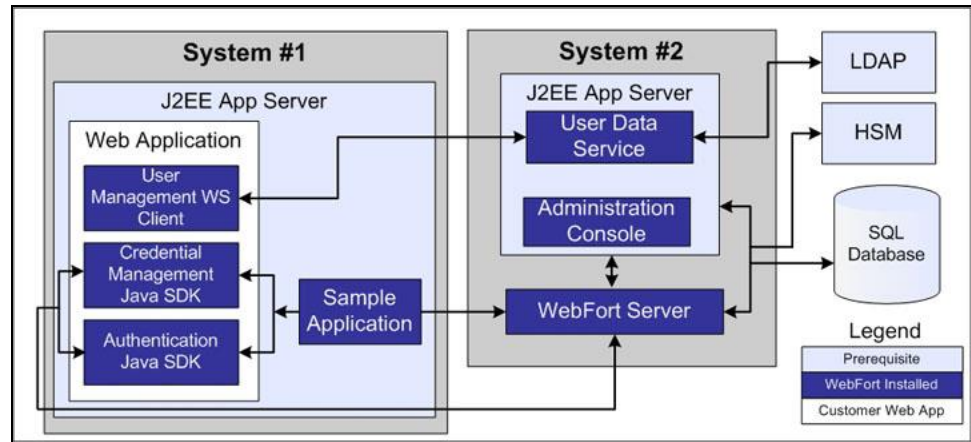 System #1
J2EE App Server
Web Application
User
Management WS
Client
Credential
Management
Java SDK
Authentication
Java SDK
Sample
Application
System #2
J2EE App Server
User Data
Service
Administration
Console
WebFort Server
LDAP
HSM
SQL
Database
Legend
Prerequisite
WebFort Installed
Customer Web App